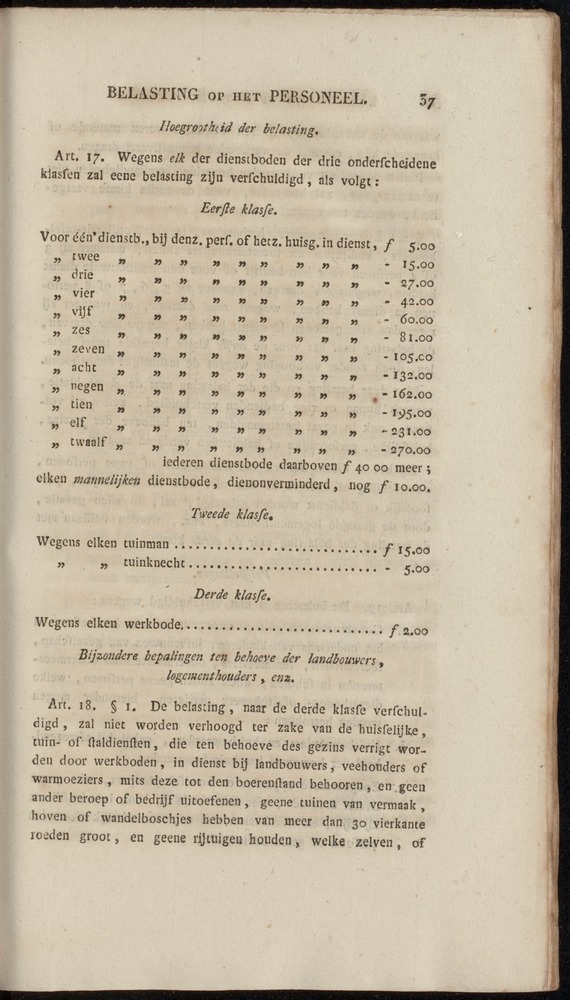 BELASTING OP HET PERSONEEL. 37
Hoegrootheid der belasting.
Art. 17. Wegens elk der dienstboden der drie onderſcheidene
klasſen zal eene belasting zijn verſchuldigd, als volgt:
Eerſte klasſe.
Voor één dienstb., bij denz. perſ. of hetz. huisg. in dienst, ƒ 5.00
„ twee „ „ „ „ „ „ „ „ „ - 15.00
„ drie „ „ „ „ „ „ „ „ „ - 27.00
„ vier „ „ „ „ „ „ „ „ „ - 42.00
„ vijf „ „ „ „ „ „ „ „ „ - 60.00
„ zes „ „ „ „ „ „ „ „ „ - 81.00
„ zeven „ „ „ „ „ „ „ „ „ - 105.00
„ acht „ „ „ „ „ „ „ „ „ - 132.00
„ negen „ „ „ „ „ „ „ „ „ - 162.00
„ tien „ „ „ „ „ „ „ „ „ - 195.00
„ elf „ „ „ „ „ „ „ „ „ - 231.00
„ twaalf „ „ „ „ „ „ „ „ „ - 270.00
iederen dienstbode daarboven ƒ 40 00 meer;
elken mannelijken dienstbode, dienonverminderd, nog ƒ 10.00.
Tweede klasſe.
Wegens elken tuinman ............................ ƒ 15.00
„ „ tuinknecht .......................... - 5.00
Derde klasſe.
Wegens elken werkbode............................ ƒ 2.00
Bijzondere bepalingen ten behoeve der landbouwers,
logementhouders, enz.
Art. 18. § 1. De belasting, naar de derde klasſe verſchul-
digd, zal niet worden verhoogd ter zake van de huisſelijke,
tuin- of ſtaldienſten, die ten behoeve des gezins verrigt wor-
den door werkboden, in dienst bij landbouwers, veehouders of
warmoeziers, mits deze tot den boerenſtand behooren, en geen
ander beroep of bedrijf uitoefenen, geene tuinen van vermaak,
hoven of wandelboschjes hebben van meer dan 30 vierkante
roeden groot, en geene rijtuigen houden, welke zelven, of